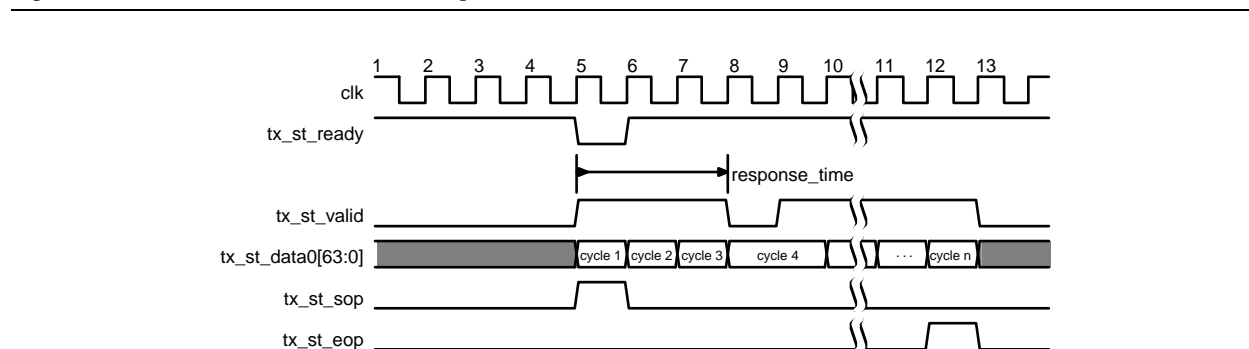 1 2 3 4 5 6 7 8 9 10 11 12 13
clk
tx_st_ready
response_time
tx_st_valid
tx_st_data0[63:0] cycle 1 cycle 2 cycle 3 cycle 4 . . . cycle n
tx_st_sop
tx_st_eop